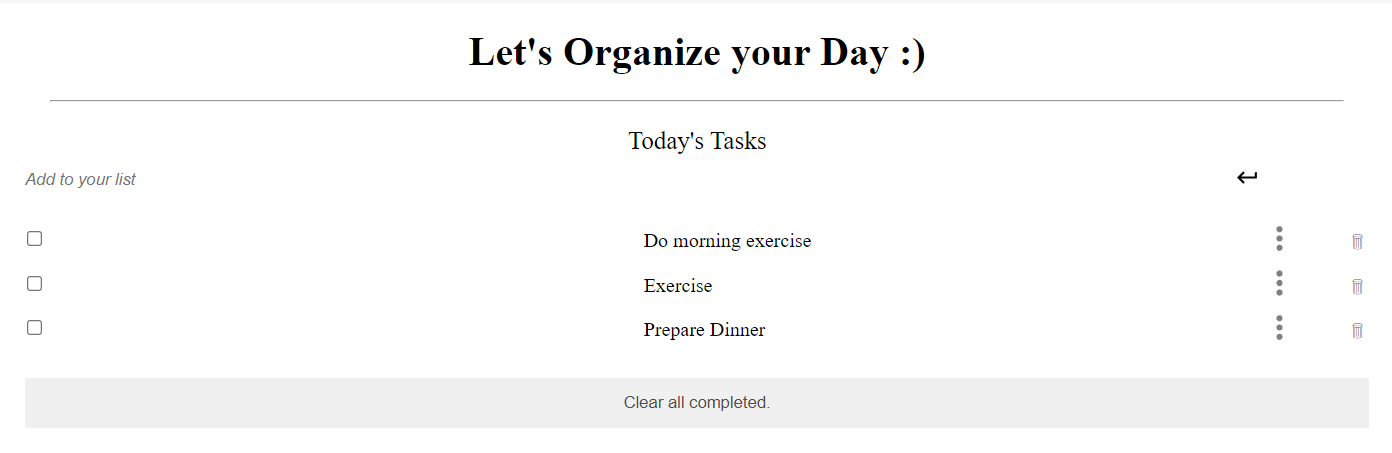 Let's Organize your Day :)
Today's Tasks
Add to your list
Do morning exercise
Exercise
Prepare Dinner
Clear all completed.